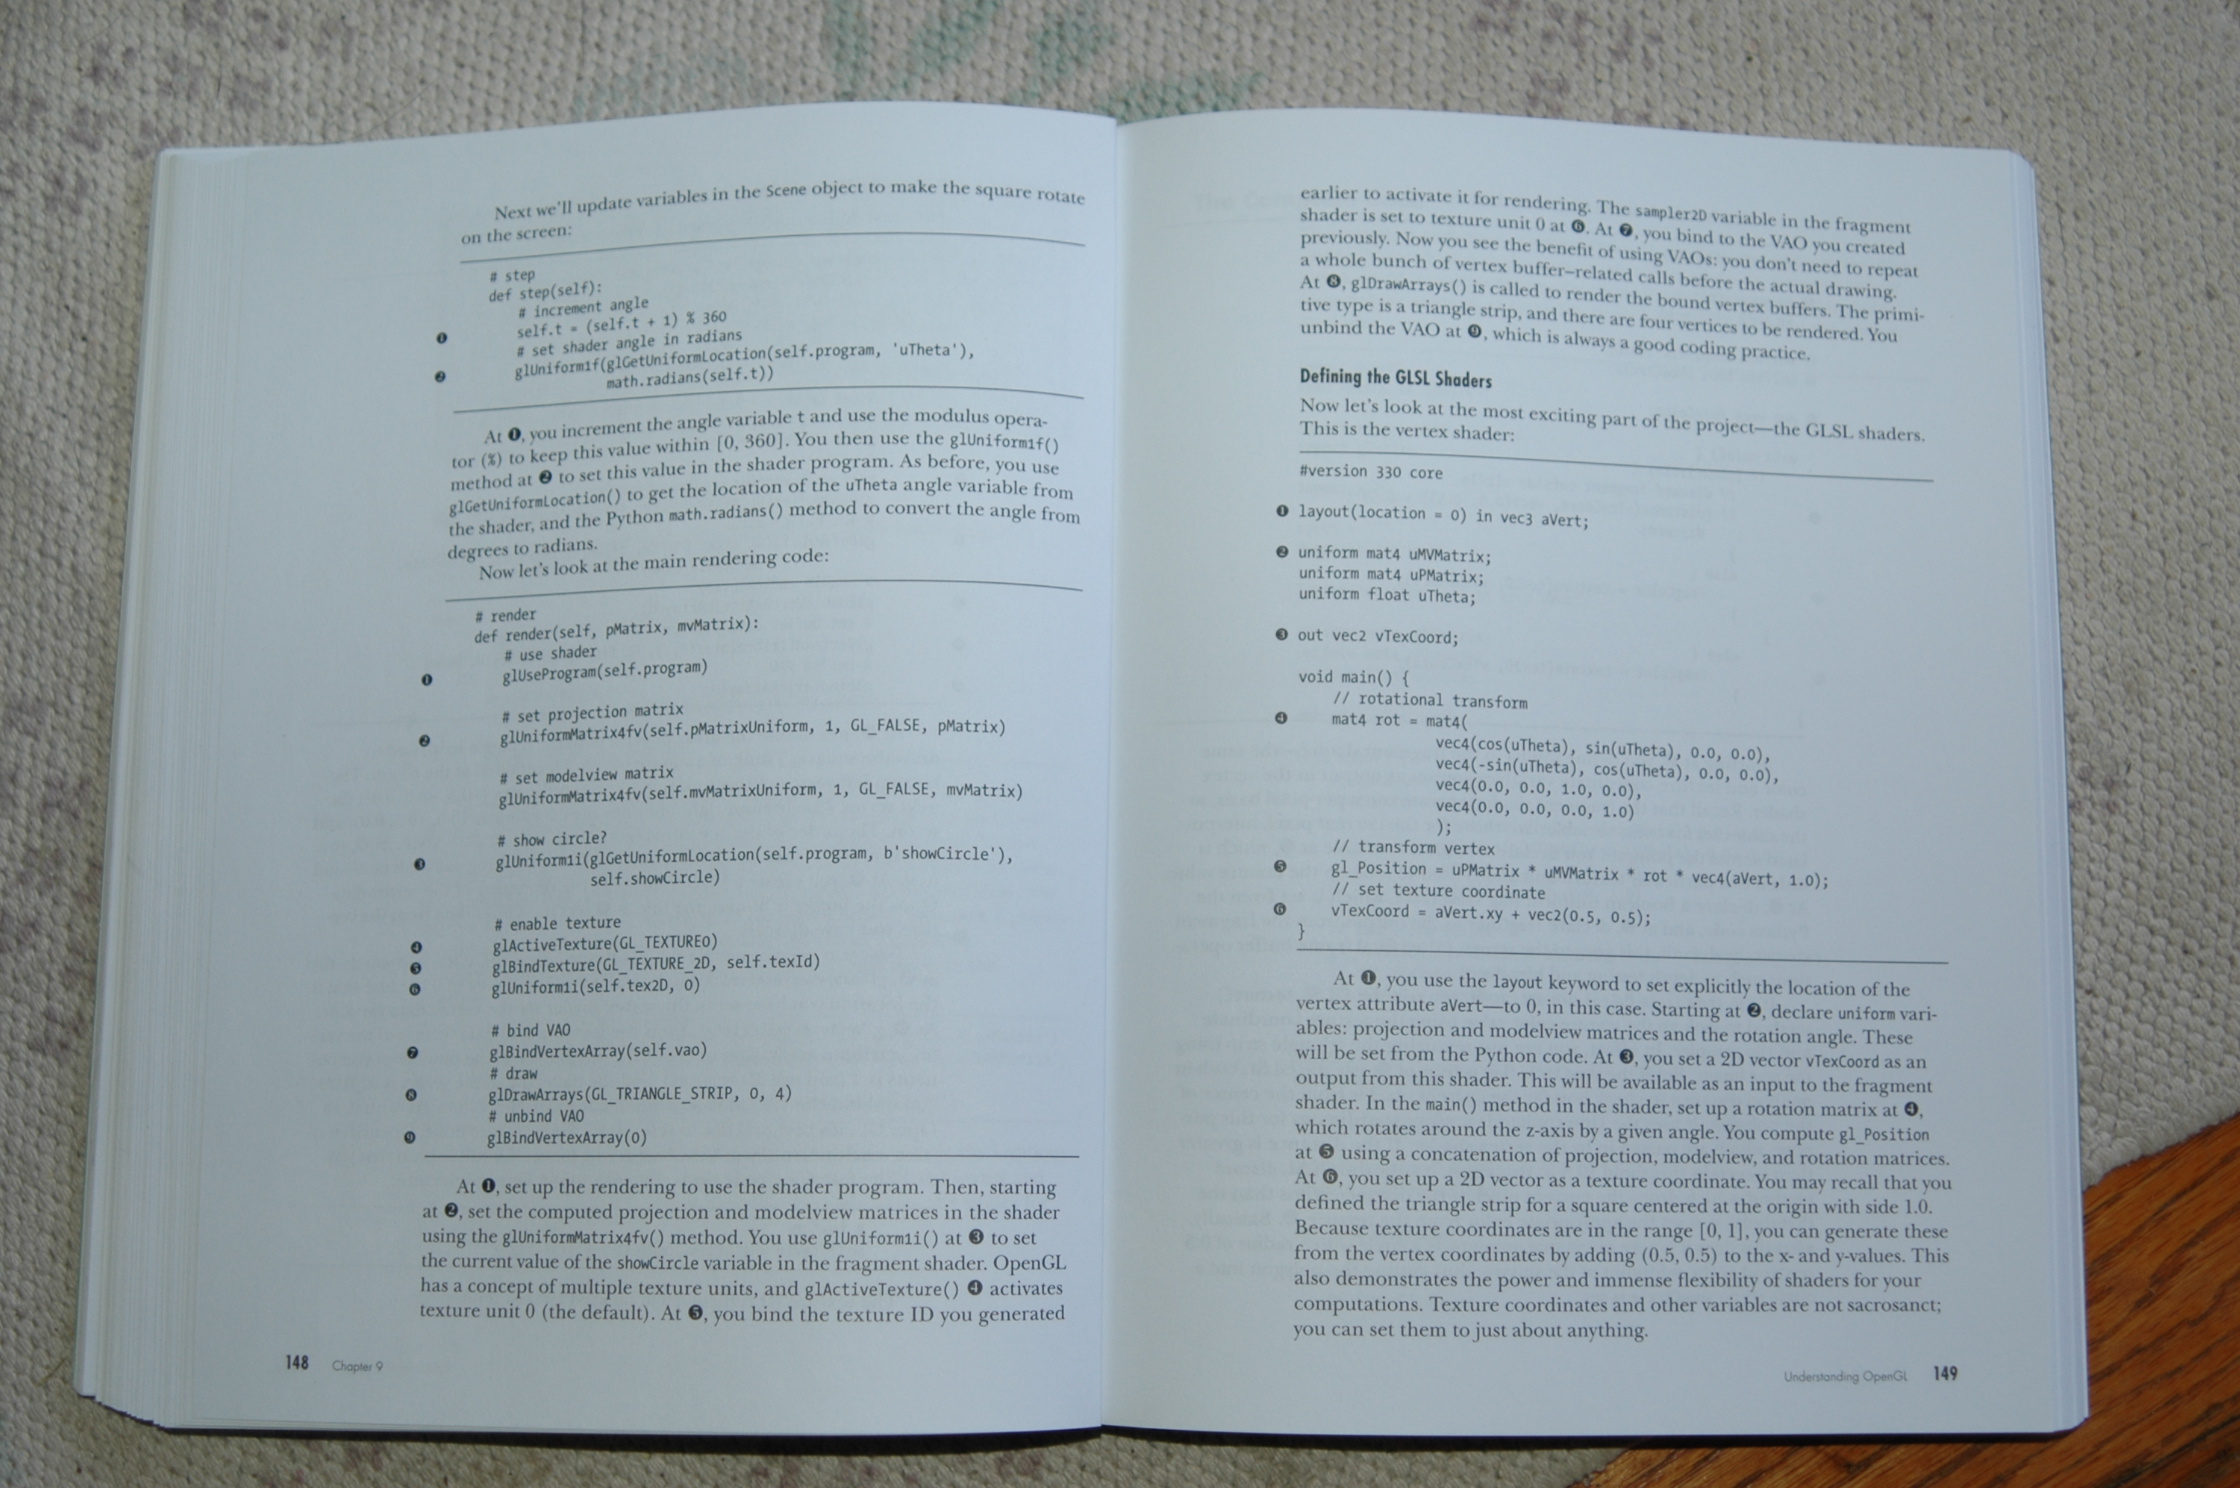 Next we'll update variables in the Scene object to make the square rotate
on the screen:
# step
def step(self):
# increment angle
❶ self.t = (self.t + 1) % 360
# set shader angle in radians
❷ glUniform1f(glGetUniformLocation(self.program, 'uTheta'),
math.radians(self.t))
At ❶, you increment the angle variable t and use the modulus opera-
tor (%) to keep this value within [0, 360]. You then use the glUniform1f()
method at ❷ to set this value in the shader program. As before, you use
glGetUniformLocation() to get the location of the uTheta angle variable from
the shader, and the Python math.radians() method to convert the angle from
degrees to radians.
Now let's look at the main rendering code:
# render
def render(self, pMatrix, mvMatrix):
# use shader
❶ glUseProgram(self.program)
# set projection matrix
❷ glUniformMatrix4fv(self.pMatrixUniform, 1, GL_FALSE, pMatrix)
# set modelview matrix
glUniformMatrix4fv(self.mvMatrixUniform, 1, GL_FALSE, mvMatrix)
# show circle?
❸ glUniform1i(glGetUniformLocation(self.program, b'showCircle'),
self.showCircle)
# enable texture
❹ glActiveTexture(GL_TEXTURE0)
❺ glBindTexture(GL_TEXTURE_2D, self.texId)
❻ glUniform1i(self.tex2D, 0)
# bind VAO
❼ glBindVertexArray(self.vao)
# draw
❽ glDrawArrays(GL_TRIANGLE_STRIP, 0, 4)
# unbind VAO
❾ glBindVertexArray(0)
At ❶, set up the rendering to use the shader program. Then, starting
at ❷, set the computed projection and modelview matrices in the shader
using the glUniformMatrix4fv() method. You use glUniform1i() at ❸ to set
the current value of the showCircle variable in the fragment shader. OpenGL
has a concept of multiple texture units, and glActiveTexture() ❹ activates
texture unit 0 (the default). At ❺, you bind the texture ID you generated
148 Chapter 9
earlier to activate it for rendering. The sampler2D variable in the fragment
shader is set to texture unit 0 at ❻. At ❼, you bind to the VAO you created
previously. Now you see the benefit of using VAOs: you don't need to repeat
a whole bunch of vertex buffer–related calls before the actual drawing.
At ❽, glDrawArrays() is called to render the bound vertex buffers. The primi-
tive type is a triangle strip, and there are four vertices to be rendered. You
unbind the VAO at ❾, which is always a good coding practice.
Defining the GLSL Shaders
Now let's look at the most exciting part of the project—the GLSL shaders.
This is the vertex shader:
#version 330 core
❶ layout(location = 0) in vec3 aVert;
❷ uniform mat4 uMVMatrix;
uniform mat4 uPMatrix;
uniform float uTheta;
❸ out vec2 vTexCoord;
void main() {
// rotational transform
❹ mat4 rot = mat4(
vec4(cos(uTheta), sin(uTheta), 0.0, 0.0),
vec4(-sin(uTheta), cos(uTheta), 0.0, 0.0),
vec4(0.0, 0.0, 1.0, 0.0),
vec4(0.0, 0.0, 0.0, 1.0)
);
// transform vertex
❺ gl_Position = uPMatrix * uMVMatrix * rot * vec4(aVert, 1.0);
// set texture coordinate
❻ vTexCoord = aVert.xy + vec2(0.5, 0.5);
}
At ❶, you use the layout keyword to set explicitly the location of the
vertex attribute aVert—to 0, in this case. Starting at ❷, declare uniform vari-
ables: projection and modelview matrices and the rotation angle. These
will be set from the Python code. At ❸, you set a 2D vector vTexCoord as an
output from this shader. This will be available as an input to the fragment
shader. In the main() method in the shader, set up a rotation matrix at ❹,
which rotates around the z-axis by a given angle. You compute gl_Position
at ❺ using a concatenation of projection, modelview, and rotation matrices.
At ❻, you set up a 2D vector as a texture coordinate. You may recall that you
defined the triangle strip for a square centered at the origin with side 1.0.
Because texture coordinates are in the range [0, 1], you can generate these
from the vertex coordinates by adding (0.5, 0.5) to the x- and y-values. This
also demonstrates the power and immense flexibility of shaders for your
computations. Texture coordinates and other variables are not sacrosanct;
you can set them to just about anything.
Understanding OpenGL 149